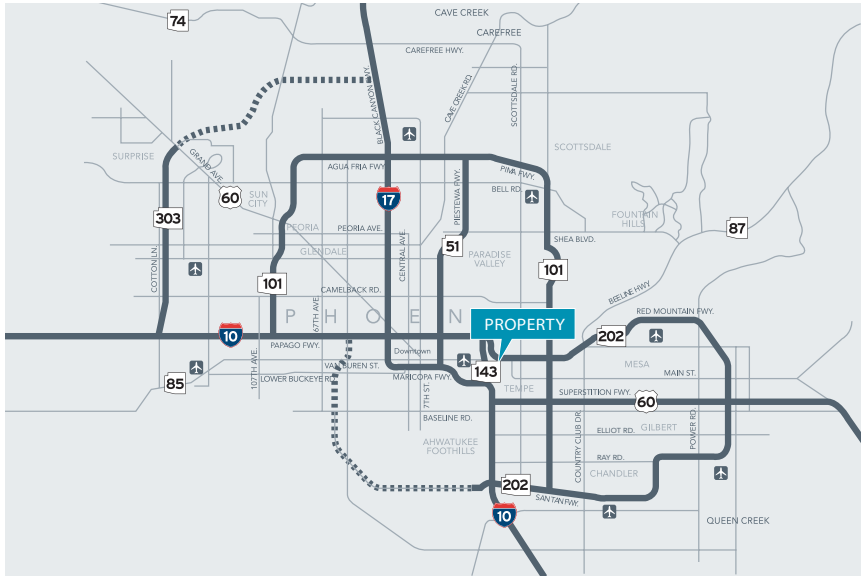 CAVE CREEK
74
CAREFREE
CAREFREE HWY.
BLACK CANYON HWY.
CAVE CREEK RD.
SCOTTSDALE RD.
SURPRISE
GRAND AVE.
SCOTTSDALE
AGUA FRIA FWY.
PIMA FWY.
PIESTEWA FWY.
BELL RD.
60
SUN
CITY
17
303
FOUNTAIN
HILLS
87
PEORIA
PEORIA AVE.
51
SHEA BLVD.
GLENDALE
CENTRAL AVE.
PARADISE
VALLEY
COTTON LN.
101
101
CAMELBACK RD.
BEELINE HWY
67TH AVE.
PHOEN
PROPERTY
RED MOUNTAIN FWY.
10
PAPAGO FWY.
202
Downtown
107TH AVE.
VAN BUREN ST.
MESA
85
LOWER BUCKEYE RD.
MARICOPA FWY.
143
MAIN ST.
7TH ST.
TEMPE
SUPERSTITION FWY.
60
BASELINE RD.
COUNTRY CLUB DR.
POWER RD.
ELLIOT RD.
GILBERT
AHWATUKEE
FOOTHILLS
RAY RD.
CHANDLER
202
SANTAN FWY.
10
QUEEN CREEK